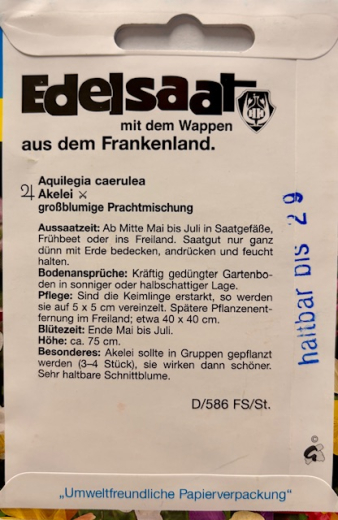 Edelsaat
mit dem Wappen
aus dem Frankenland.
Aquilegia caerulea
♃ Akelei ×
großblumige Prachtmischung
Aussaatzeit: Ab Mitte Mai bis Juli in Saatgefäße,
Frühbeet oder ins Freiland. Saatgut nur ganz
dünn mit Erde bedecken, andrücken und feucht
halten.
Bodenansprüche: Kräftig gedüngter Gartenbo-
den in sonniger oder halbschattiger Lage.
Pflege: Sind die Keimlinge erstarkt, so werden
sie auf 5 x 5 cm vereinzelt. Spätere Pflanzenent-
fernung im Freiland; etwa 40 x 40 cm.
Blütezeit: Ende Mai bis Juli.
Höhe: ca. 75 cm.
Besonderes: Akelei sollte in Gruppen gepflanzt
werden (3–4 Stück), sie wirken dann schöner.
Sehr haltbare Schnittblume.
D/586 FS/St.
haltbar bis 29
„Umweltfreundliche Papierverpackung“